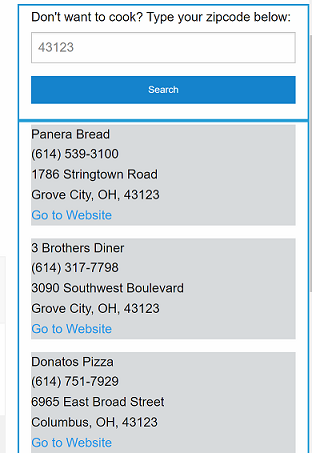 Don't want to cook? Type your zipcode below:
43123
Search
Panera Bread
(614) 539-3100
1786 Stringtown Road
Grove City, OH, 43123
Go to Website
3 Brothers Diner
(614) 317-7798
3090 Southwest Boulevard
Grove City, OH, 43123
Go to Website
Donatos Pizza
(614) 751-7929
6965 East Broad Street
Columbus, OH, 43123
Go to Website